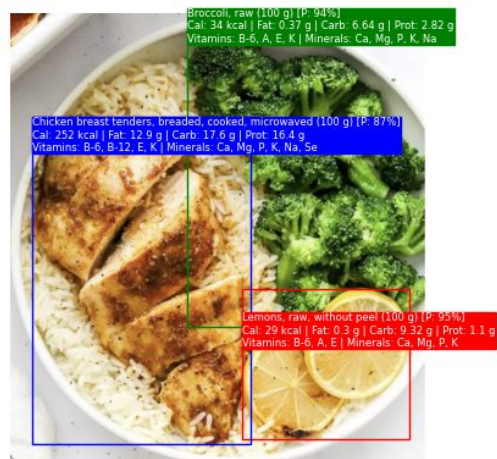 Broccoli, raw (100 g) [P: 94%]
Cal: 34 kcal | Fat: 0.37 g | Carb: 6.64 g | Prot: 2.82 g
Vitamins: B-6, A, E, K | Minerals: Ca, Mg, P, K, Na
Chicken breast tenders, breaded, cooked, microwaved (100 g) [P: 87%]
Cal: 252 kcal | Fat: 12.9 g | Carb: 17.6 g | Prot: 16.4 g
Vitamins: B-6, B-12, E, K | Minerals: Ca, Mg, P, K, Na, Se
Lemons, raw, without peel (100 g) [P: 95%]
Cal: 29 kcal | Fat: 0.3 g | Carb: 9.32 g | Prot: 1.1 g
Vitamins: B-6, A, E | Minerals: Ca, Mg, P, K